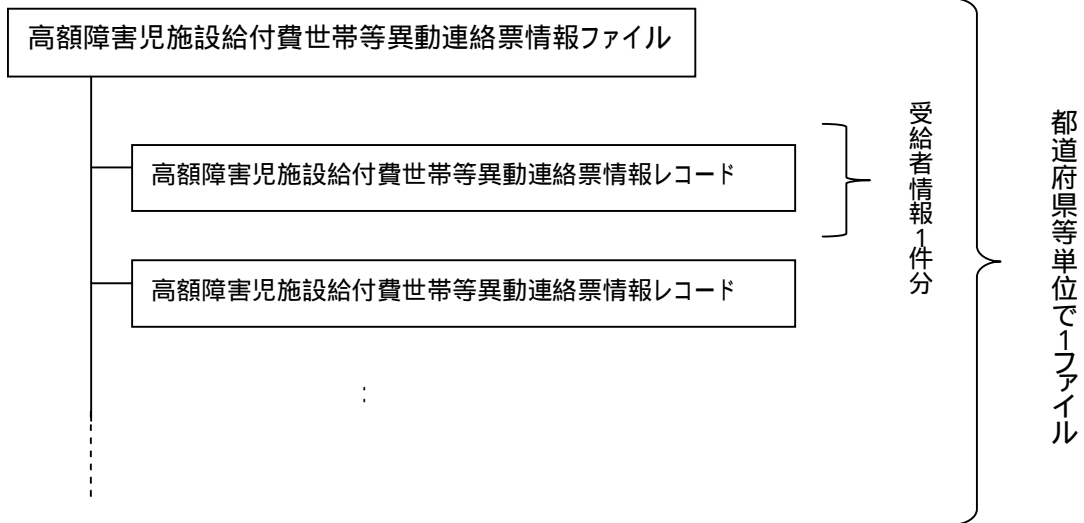 高額障害児施設給付費世帯等異動連絡票情報ファイル
高額障害児施設給付費世帯等異動連絡票情報レコード
高額障害児施設給付費世帯等異動連絡票情報レコード
:
受給者情報1件分
都道府県等単位で1ファイル